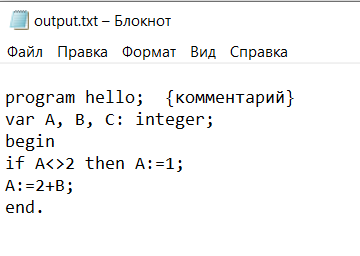 output.txt – Блокнот
Файл Правка Формат Вид Справка
program hello;  {комментарий}
var A, B, C: integer;
begin
if A<>2 then A:=1;
A:=2+B;
end.